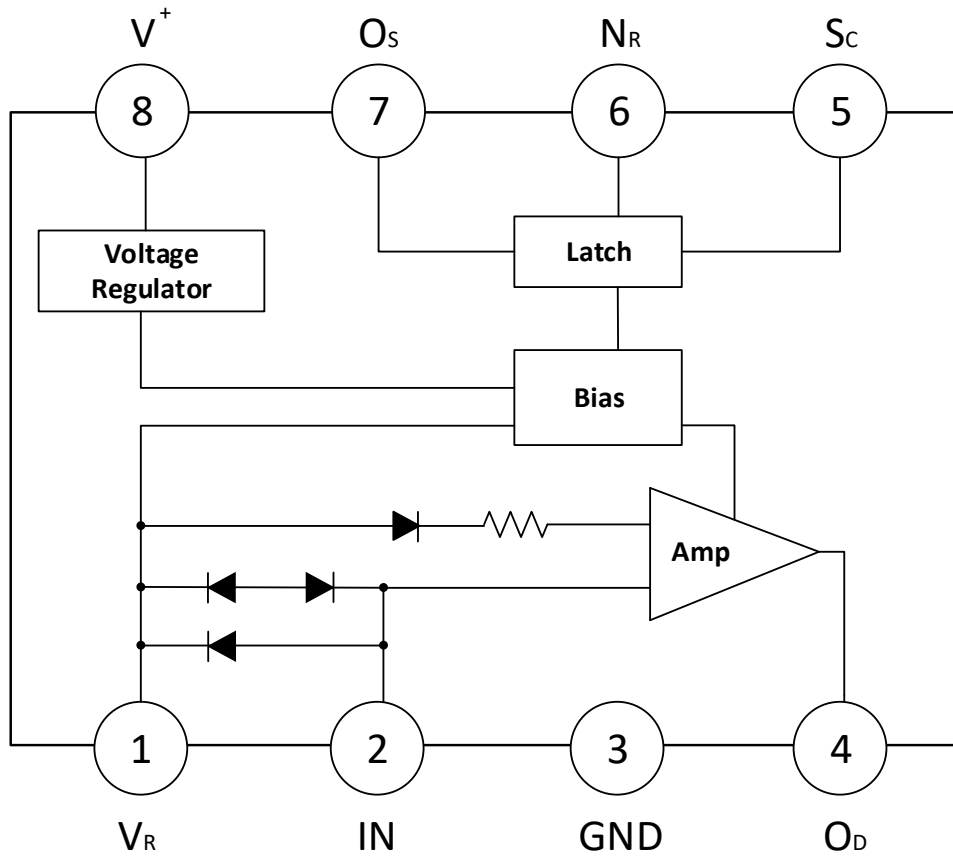 V+ OS NR SC
8 7 6 5
Voltage
Regulator
Latch
Bias
Amp
1 2 3 4
VR IN GND OD